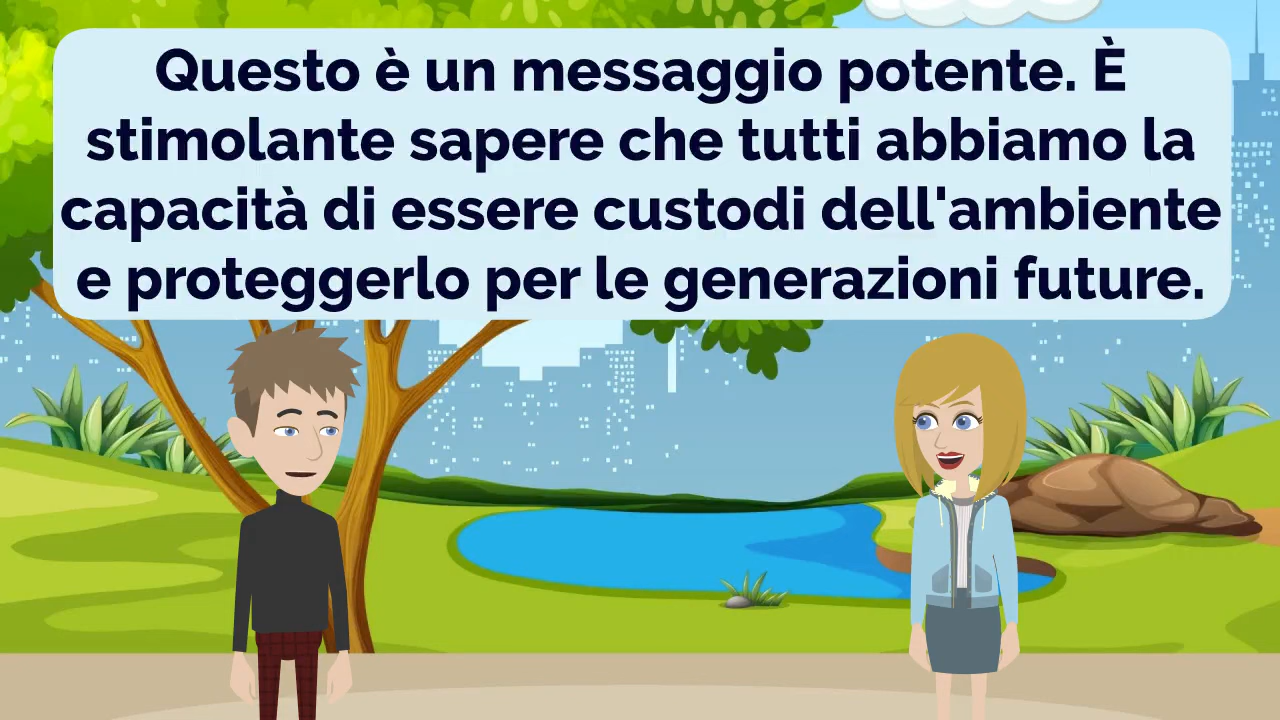 Questo è un messaggio potente. È
stimolante sapere che tutti abbiamo la
capacità di essere custodi dell'ambiente
e proteggerlo per le generazioni future.